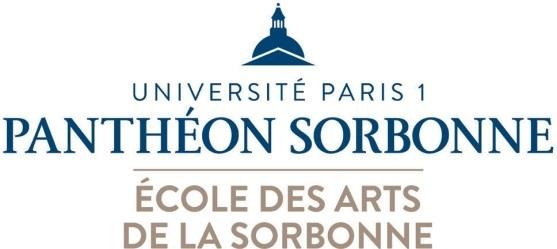 UNIVERSITÉ PARIS 1
PANTHÉON SORBONNE
ÉCOLE DES ARTS
DE LA SORBONNE